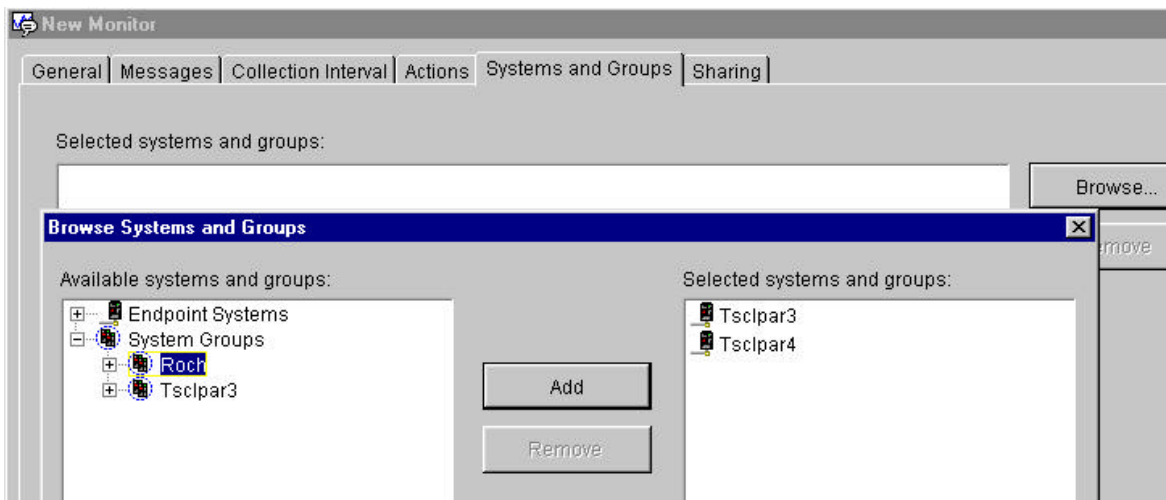 New Monitor
General Messages Collection Interval Actions Systems and Groups Sharing
Selected systems and groups:
Browse...
Browse Systems and Groups
emove
Available systems and groups:
Selected systems and groups:
Endpoint Systems
System Groups
Roch
Tsclpar3
Add
Remove
Tsclpar3
Tsclpar4